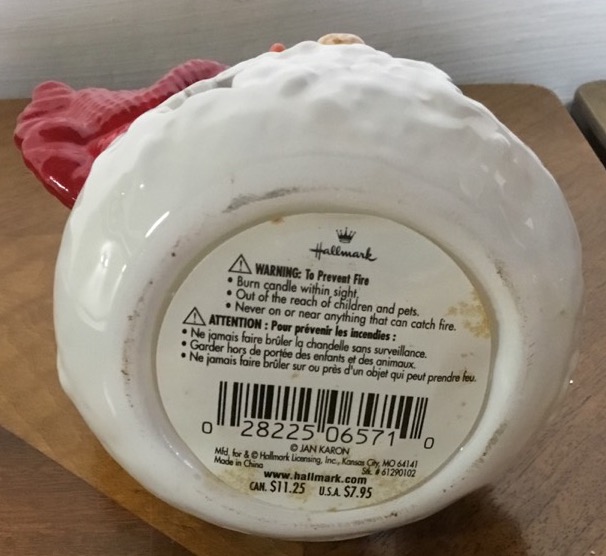 Hallmark
WARNING: To Prevent Fire
• Burn candle within sight.
• Out of the reach of children and pets.
• Never on or near anything that can catch fire.
ATTENTION : Pour prévenir les incendies :
• Ne jamais faire brûler la chandelle sans surveillance.
• Garder hors de portée des enfants et des animaux.
• Ne jamais faire brûler sur ou près d'un objet qui peut prendre feu.
0 28225 06571 0
© JAN KARON
Mfd. for & © Hallmark Licensing, Inc., Kansas City, MO 64141
Made in China Stk. # 61290102
www.hallmark.com
CAN. $11.25 U.S.A. $7.95